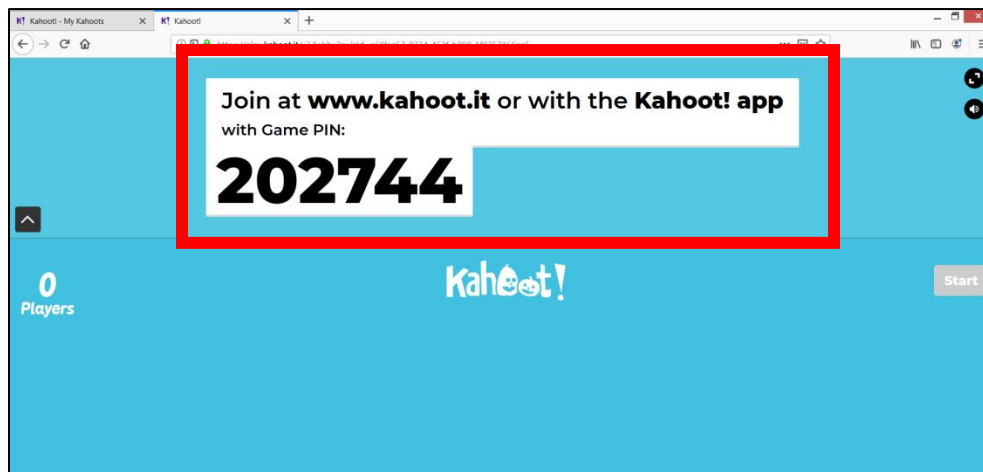 K! Kahoot! - My Kahoots
K! Kahoot!
Join at www.kahoot.it or with the Kahoot! app
with Game PIN:
202744
Kahoot!
0
Players
Start